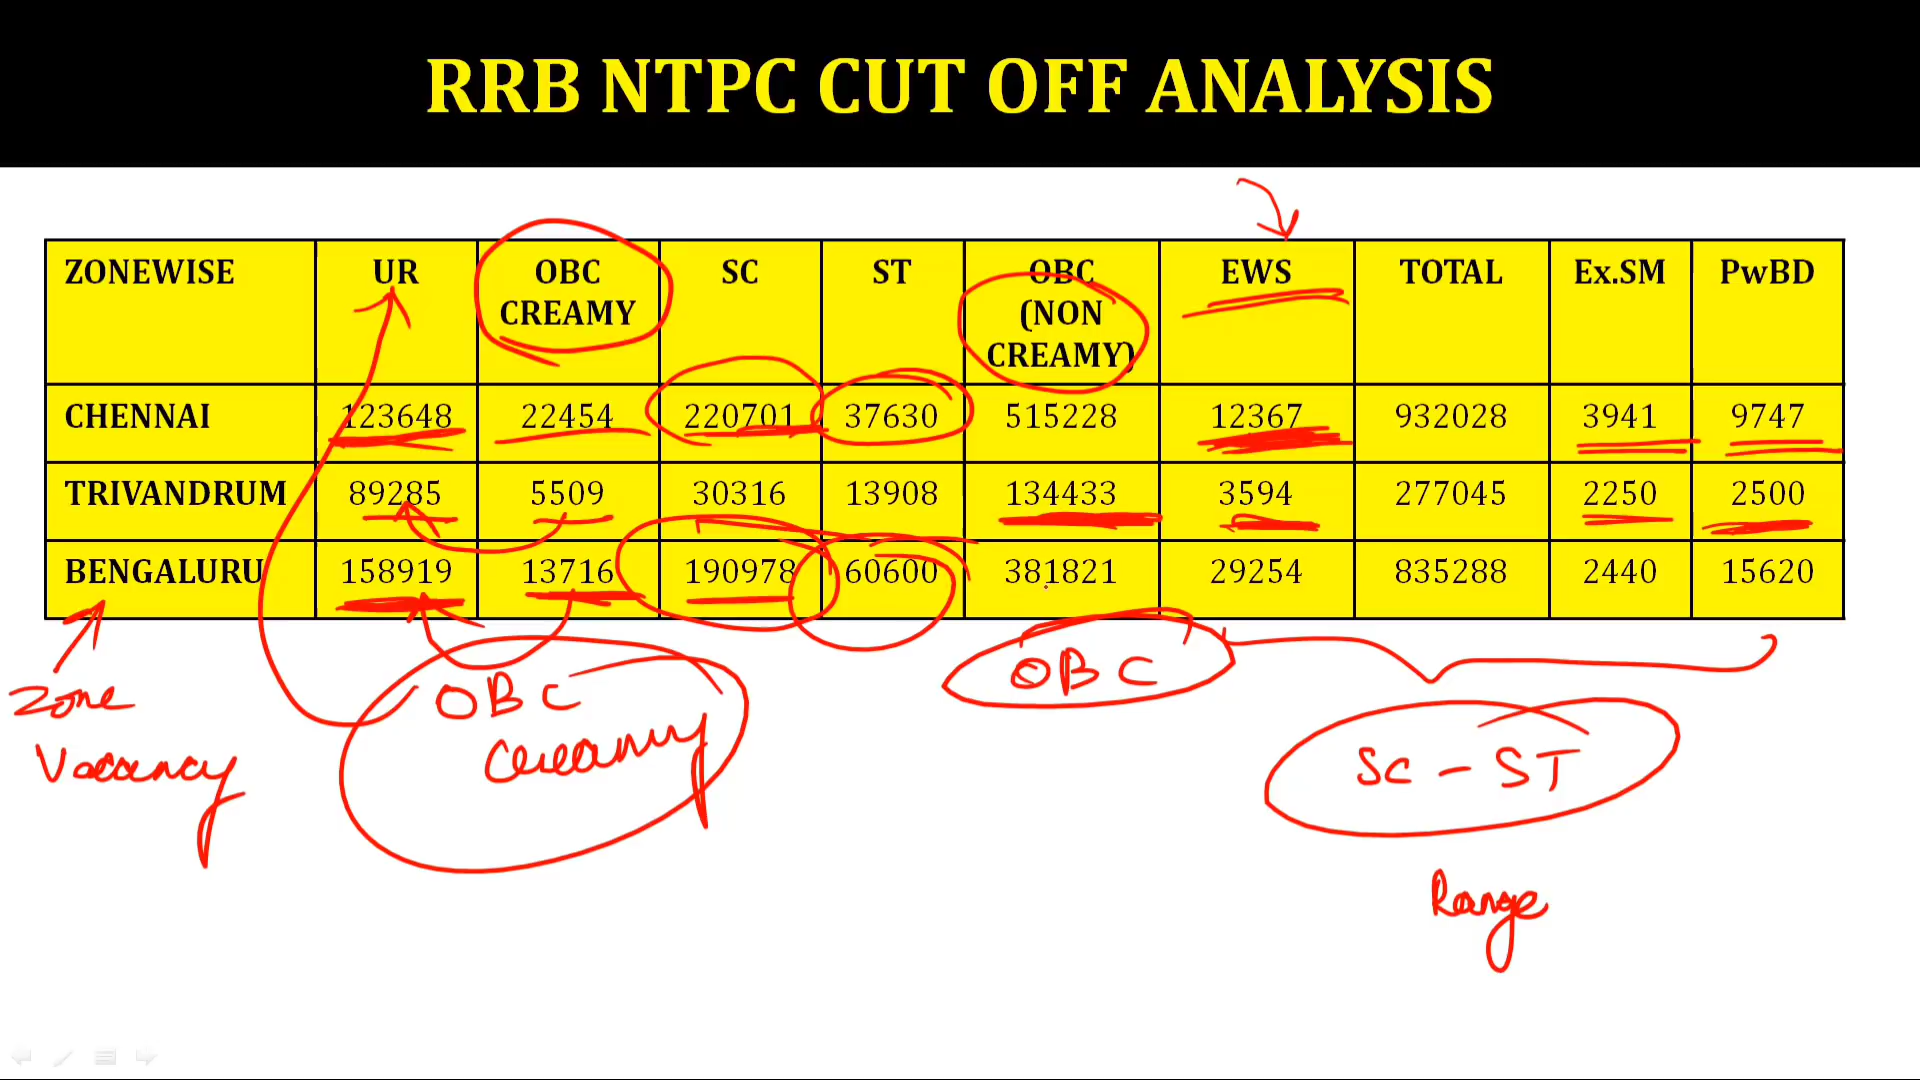 RRB NTPC CUT OFF ANALYSIS
ZONEWISE UR OBC CREAMY SC ST OBC (NON CREAMY) EWS TOTAL Ex.SM PwBD
CHENNAI 123648 22454 220701 37630 515228 12367 932028 3941 9747
TRIVANDRUM 89285 5509 30316 13908 134433 3594 277045 2250 2500
BENGALURU 158919 13716 190978 60600 381821 29254 835288 2440 15620
Zone
Vacancy
OBC
Creamy
OBC
SC - ST
Range